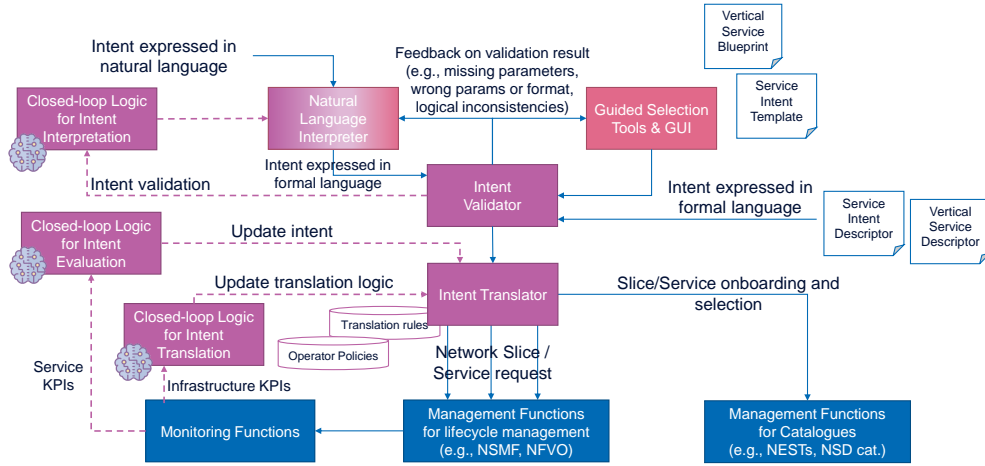 Vertical
Service
Blueprint
Intent expressed in
natural language
Feedback on validation result
(e.g., missing parameters,
wrong params or format,
logical inconsistencies)
Service
Intent
Template
Closed-loop Logic
for Intent
Interpretation
Natural
Language
Interpreter
Guided Selection
Tools & GUI
Intent expressed in
formal language
Intent validation
Intent
Validator
Intent expressed in
formal language
Service
Intent
Descriptor
Vertical
Service
Descriptor
Closed-loop Logic
for Intent
Evaluation
Update intent
Update translation logic
Intent Translator
Slice/Service onboarding and
selection
Closed-loop Logic
for Intent
Translation
Translation rules
Operator Policies
Network Slice /
Service request
Service
KPIs
Infrastructure KPIs
Monitoring Functions
Management Functions
for lifecycle management
(e.g., NSMF, NFVO)
Management Functions
for Catalogues
(e.g., NESTs, NSD cat.)